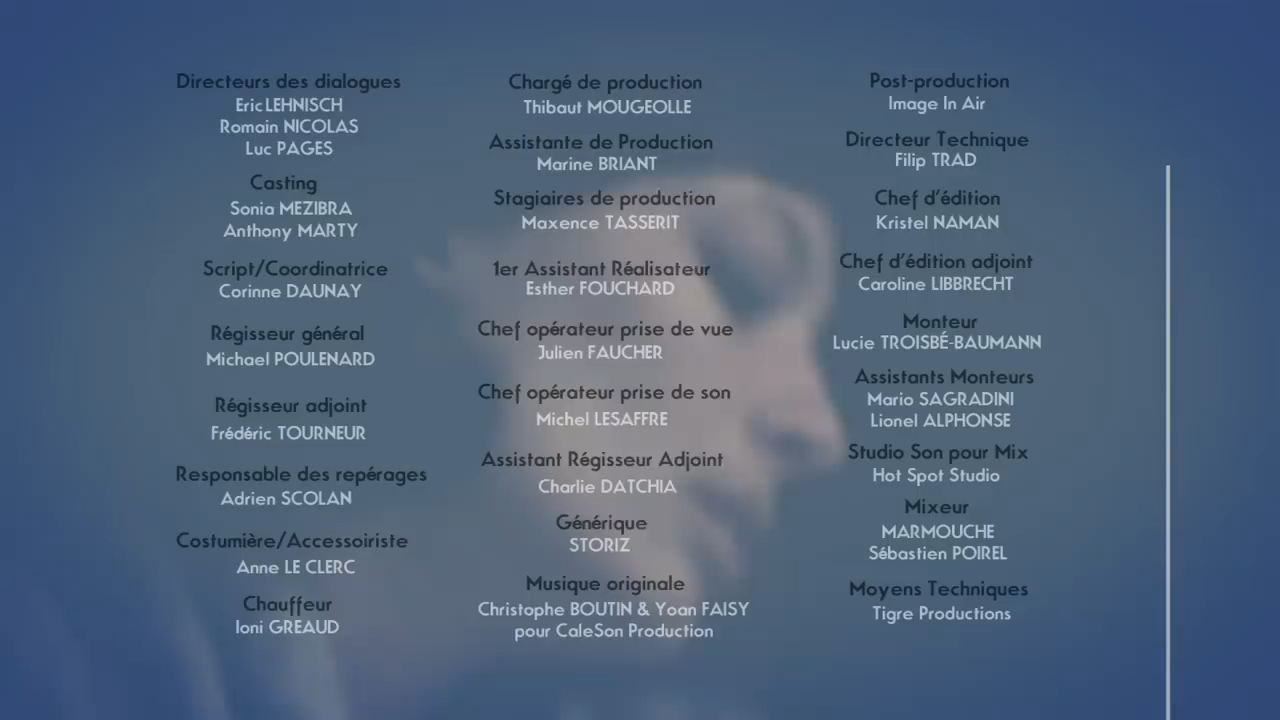 Directeurs des dialogues
Eric LEHNISCH
Romain NICOLAS
Luc PAGES
Casting
Sonia MEZIBRA
Anthony MARTY
Script/Coordinatrice
Corinne DAUNAY
Régisseur général
Michael POULENARD
Régisseur adjoint
Frédéric TOURNEUR
Responsable des repérages
Adrien SCOLAN
Costumière/Accessoiriste
Anne LE CLERC
Chauffeur
Ioni GREAUD
Chargé de production
Thibaut MOUGEOLLE
Assistante de Production
Marine BRIANT
Stagiaires de production
Maxence TASSERIT
1er Assistant Réalisateur
Esther FOUCHARD
Chef opérateur prise de vue
Julien FAUCHER
Chef opérateur prise de son
Michel LESAFFRE
Assistant Régisseur Adjoint
Charlie DATCHIA
Générique
STORIZ
Musique originale
Christophe BOUTIN & Yoan FAISY
pour CaleSon Production
Post-production
Image In Air
Directeur Technique
Filip TRAD
Chef d'édition
Kristel NAMAN
Chef d'édition adjoint
Caroline LIBBRECHT
Monteur
Lucie TROISBÉ-BAUMANN
Assistants Monteurs
Mario SAGRADINI
Lionel ALPHONSE
Studio Son pour Mix
Hot Spot Studio
Mixeur
MARMOUCHE
Sébastien POIREL
Moyens Techniques
Tigre Productions